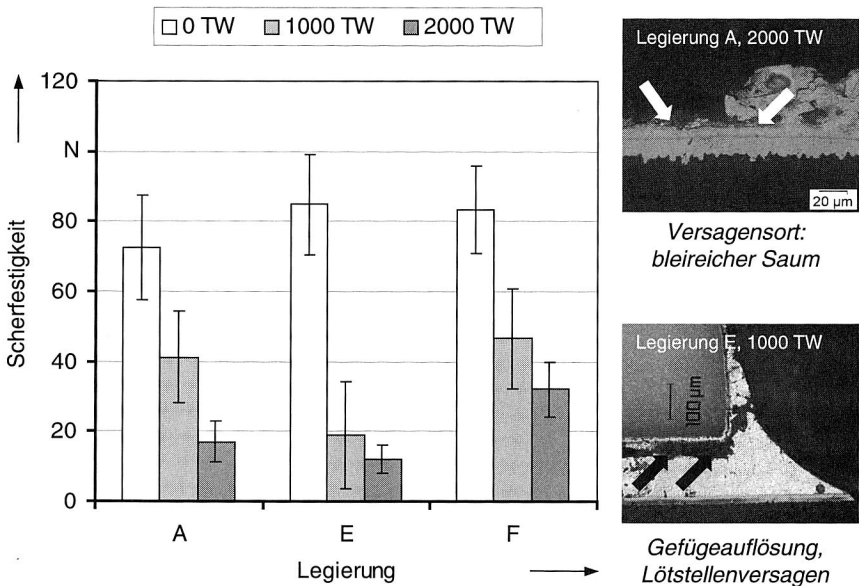 0 TW 1000 TW 2000 TW
120
N
80
60
40
20
0
Scherfestigkeit
A E F
Legierung
Legierung A, 2000 TW
20 µm
Versagensort:
bleireicher Saum
Legierung E, 1000 TW
100 µm
Gefügeauflösung,
Lötstellenversagen